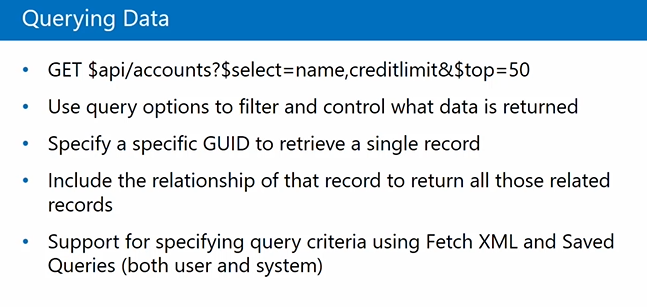 Querying Data
• GET $api/accounts?$select=name,creditlimit&$top=50
• Use query options to filter and control what data is returned
• Specify a specific GUID to retrieve a single record
• Include the relationship of that record to return all those related
records
• Support for specifying query criteria using Fetch XML and Saved
Queries (both user and system)